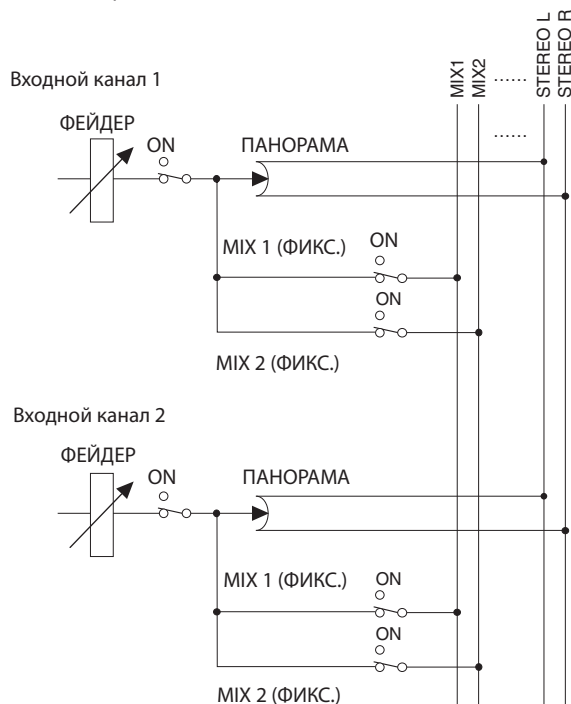 MIX1
MIX2
......
STEREO L
STEREO R
......
Входной канал 1
ФЕЙДЕР
ON
ПАНОРАМА
MIX 1 (ФИКС.)
ON
ON
MIX 2 (ФИКС.)
Входной канал 2
ФЕЙДЕР
ON
ПАНОРАМА
MIX 1 (ФИКС.)
ON
ON
MIX 2 (ФИКС.)